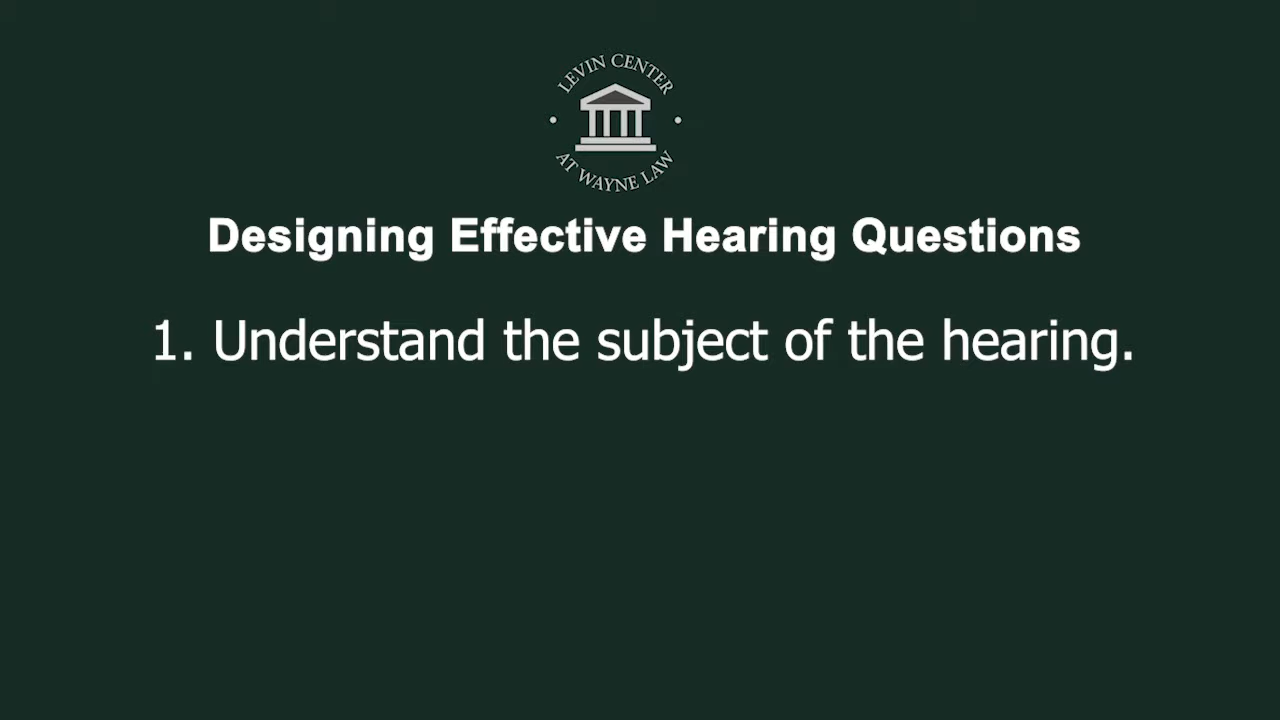 LEVIN CENTER
AT WAYNE LAW
Designing Effective Hearing Questions
1. Understand the subject of the hearing.